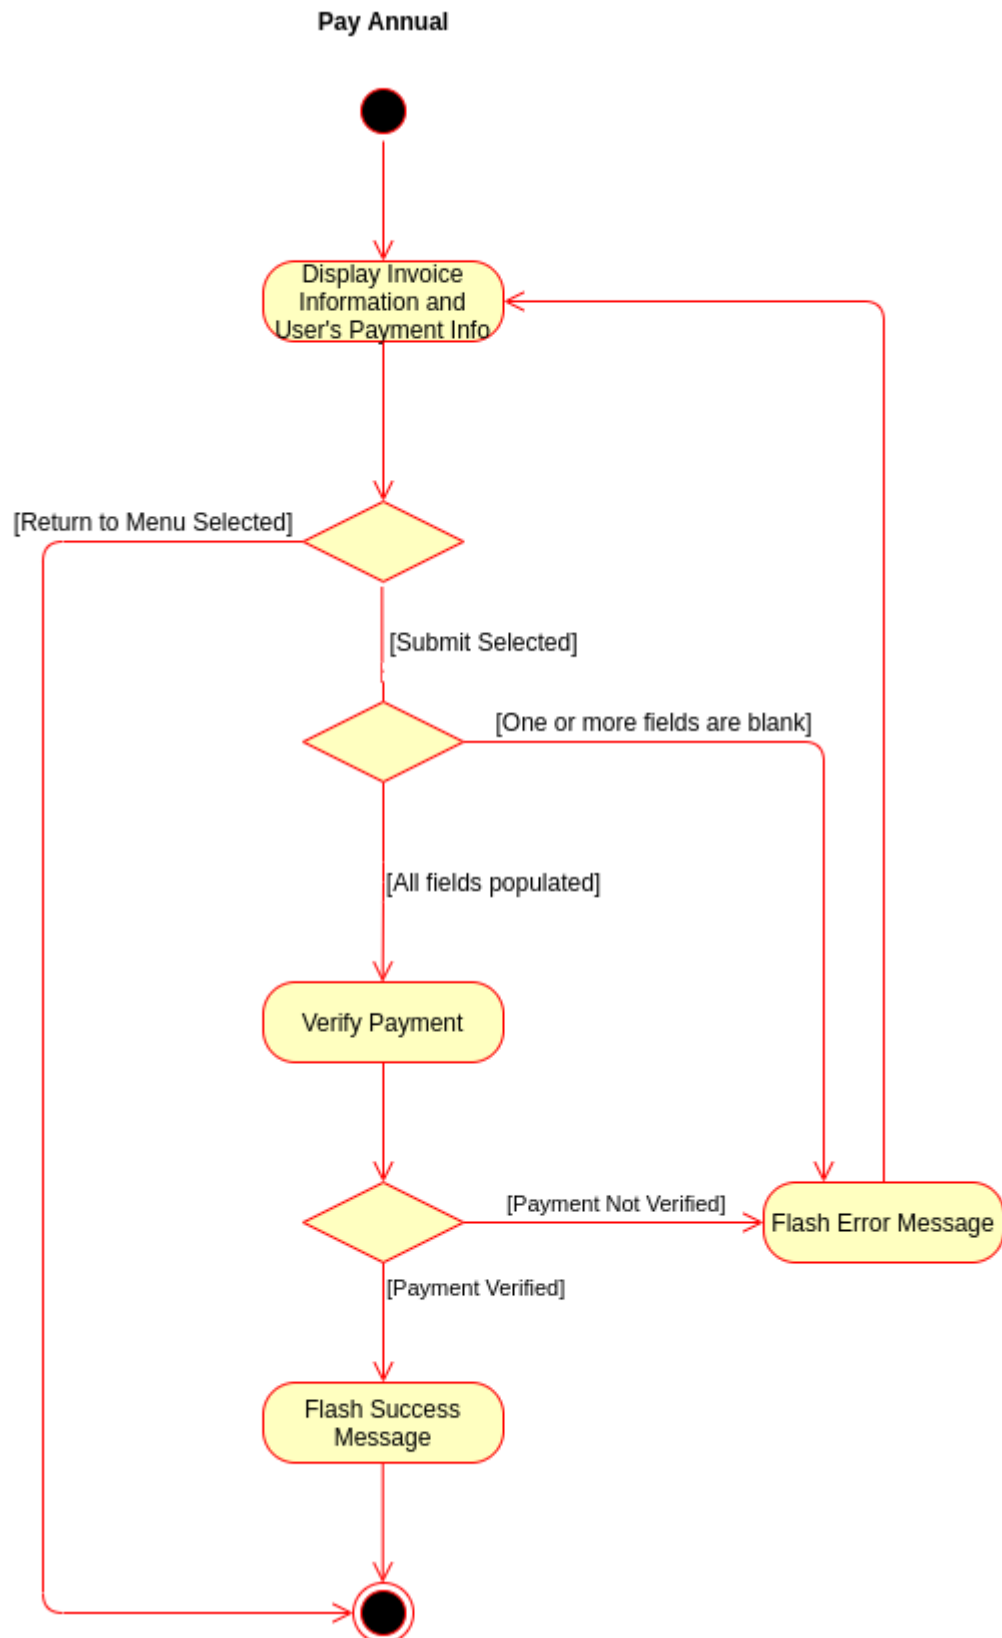 Pay Annual
Display Invoice
Information and
User's Payment Info
[Return to Menu Selected]
[Submit Selected]
[One or more fields are blank]
[All fields populated]
Verify Payment
[Payment Not Verified]
Flash Error Message
[Payment Verified]
Flash Success
Message